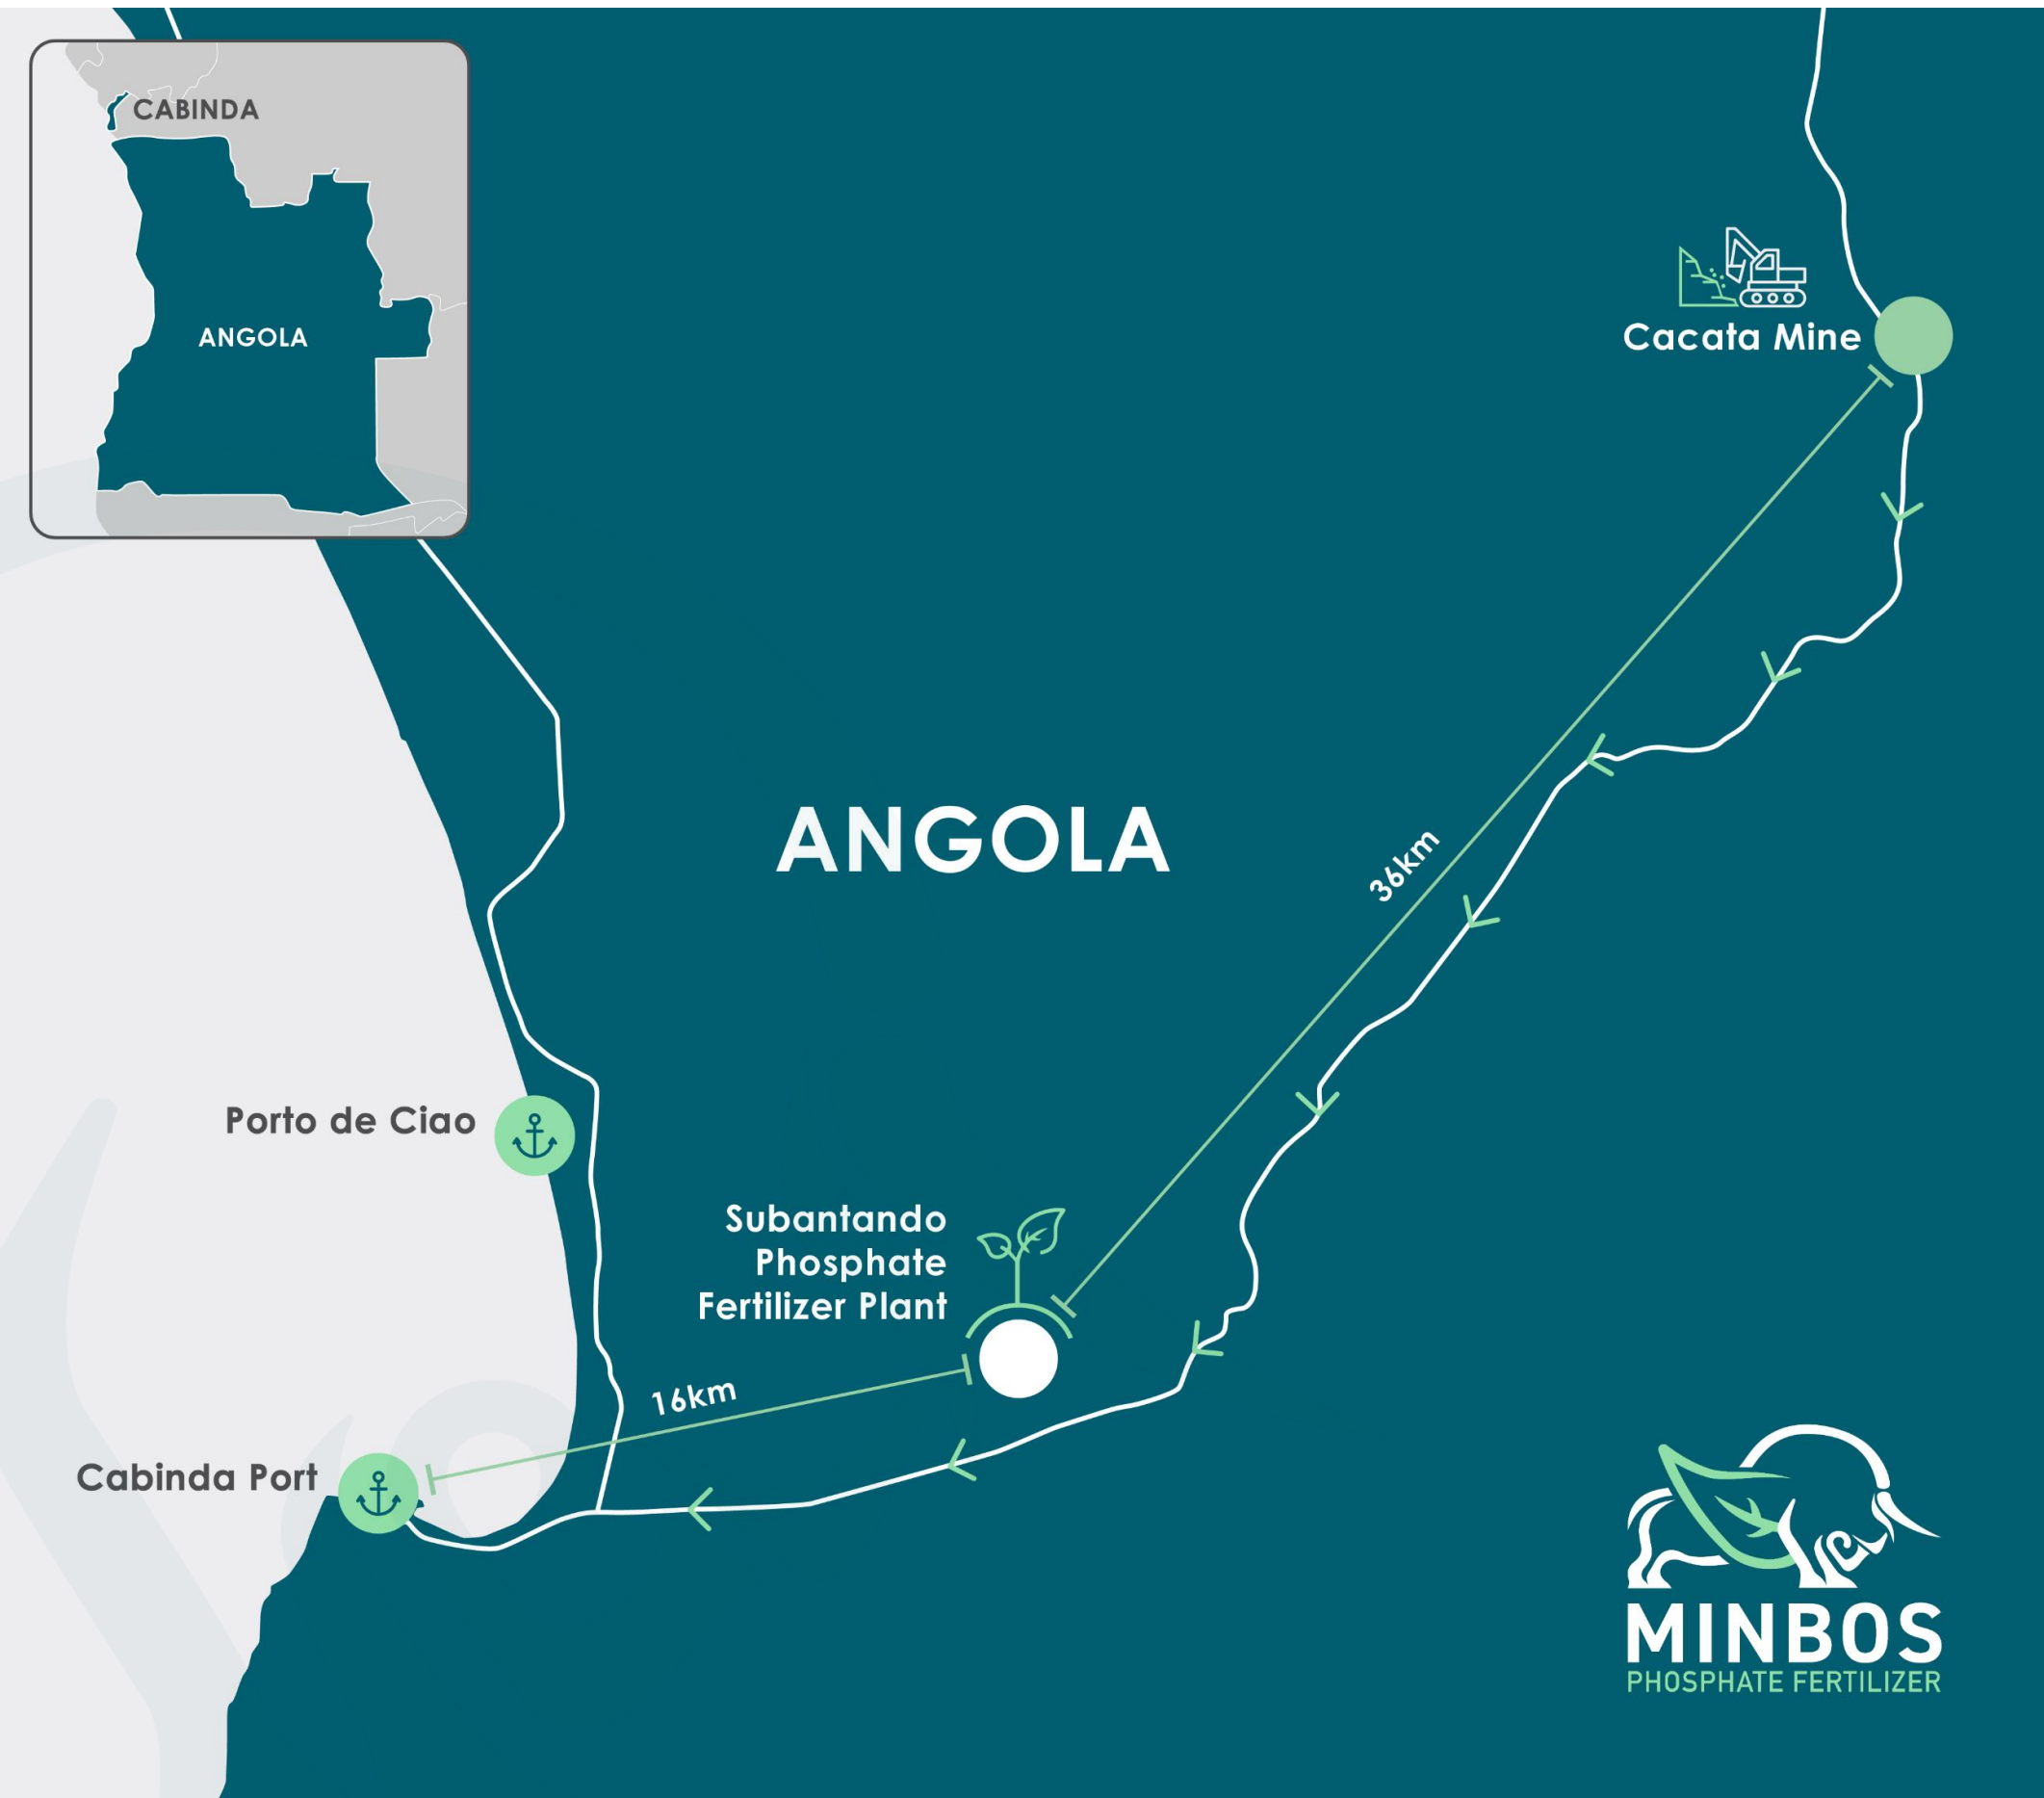 CABINDA
ANGOLA
Cacata Mine
ANGOLA
36km
Porto de Ciao
Subantando
Phosphate
Fertilizer Plant
16km
Cabinda Port
MINBOS
PHOSPHATE FERTILIZER